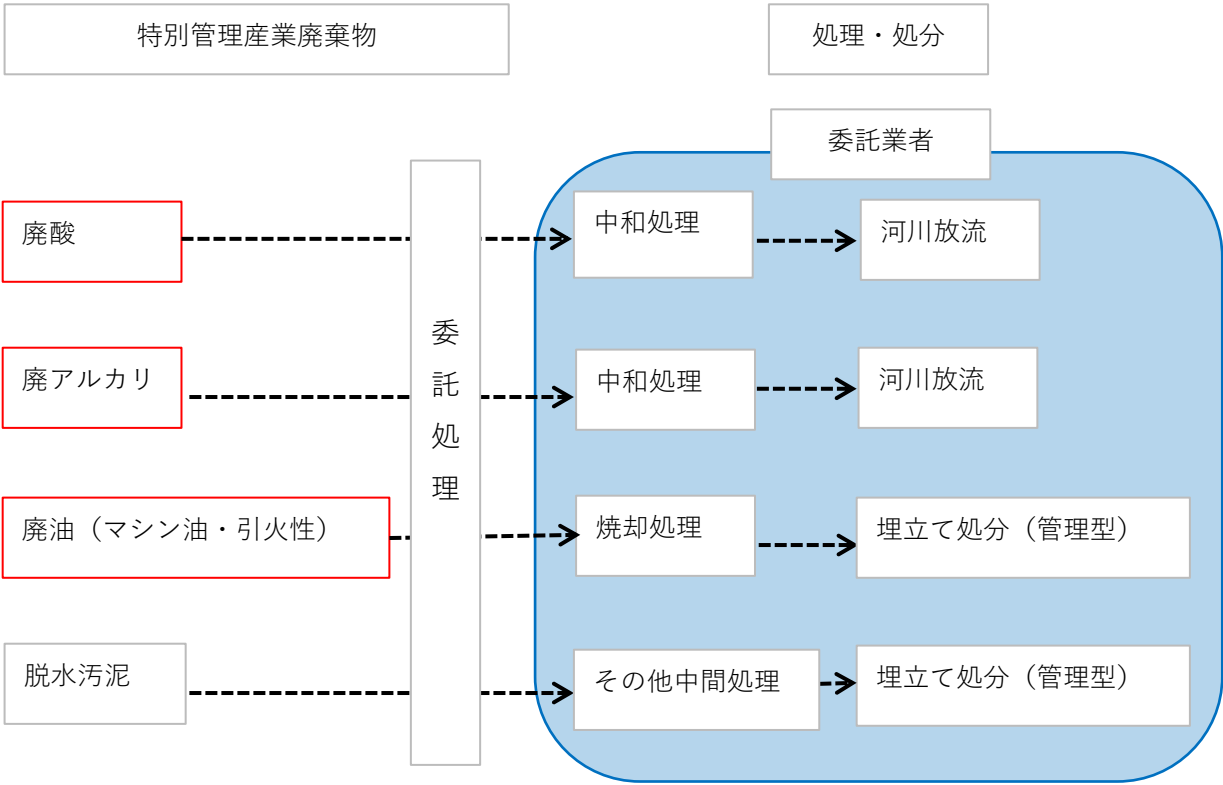 特別管理産業廃棄物
処理・処分
委託業者
委託処理
廃酸
中和処理
河川放流
廃アルカリ
中和処理
河川放流
廃油（マシン油・引火性）
焼却処理
埋立て処分（管理型）
脱水汚泥
その他中間処理
埋立て処分（管理型）